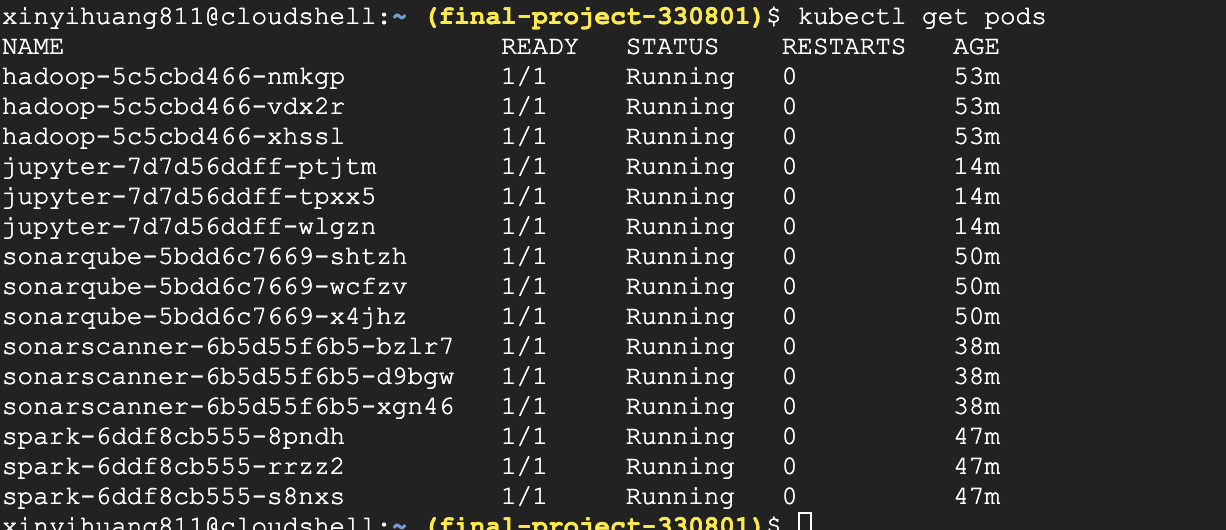 xinyihuang811@cloudshell:~ (final-project-330801)$ kubectl get pods
NAME READY STATUS RESTARTS AGE
hadoop-5c5cbd466-nmkgp 1/1 Running 0 53m
hadoop-5c5cbd466-vdx2r 1/1 Running 0 53m
hadoop-5c5cbd466-xhssl 1/1 Running 0 53m
jupyter-7d7d56ddff-ptjtm 1/1 Running 0 14m
jupyter-7d7d56ddff-tpxx5 1/1 Running 0 14m
jupyter-7d7d56ddff-wlgzn 1/1 Running 0 14m
sonarqube-5bdd6c7669-shtzh 1/1 Running 0 50m
sonarqube-5bdd6c7669-wcfzv 1/1 Running 0 50m
sonarqube-5bdd6c7669-x4jhz 1/1 Running 0 50m
sonarscanner-6b5d55f6b5-bzlr7 1/1 Running 0 38m
sonarscanner-6b5d55f6b5-d9bgw 1/1 Running 0 38m
sonarscanner-6b5d55f6b5-xgn46 1/1 Running 0 38m
spark-6ddf8cb555-8pndh 1/1 Running 0 47m
spark-6ddf8cb555-rrzz2 1/1 Running 0 47m
spark-6ddf8cb555-s8nxs 1/1 Running 0 47m
xinyihuang811@cloudshell:~ (final-project-330801)$